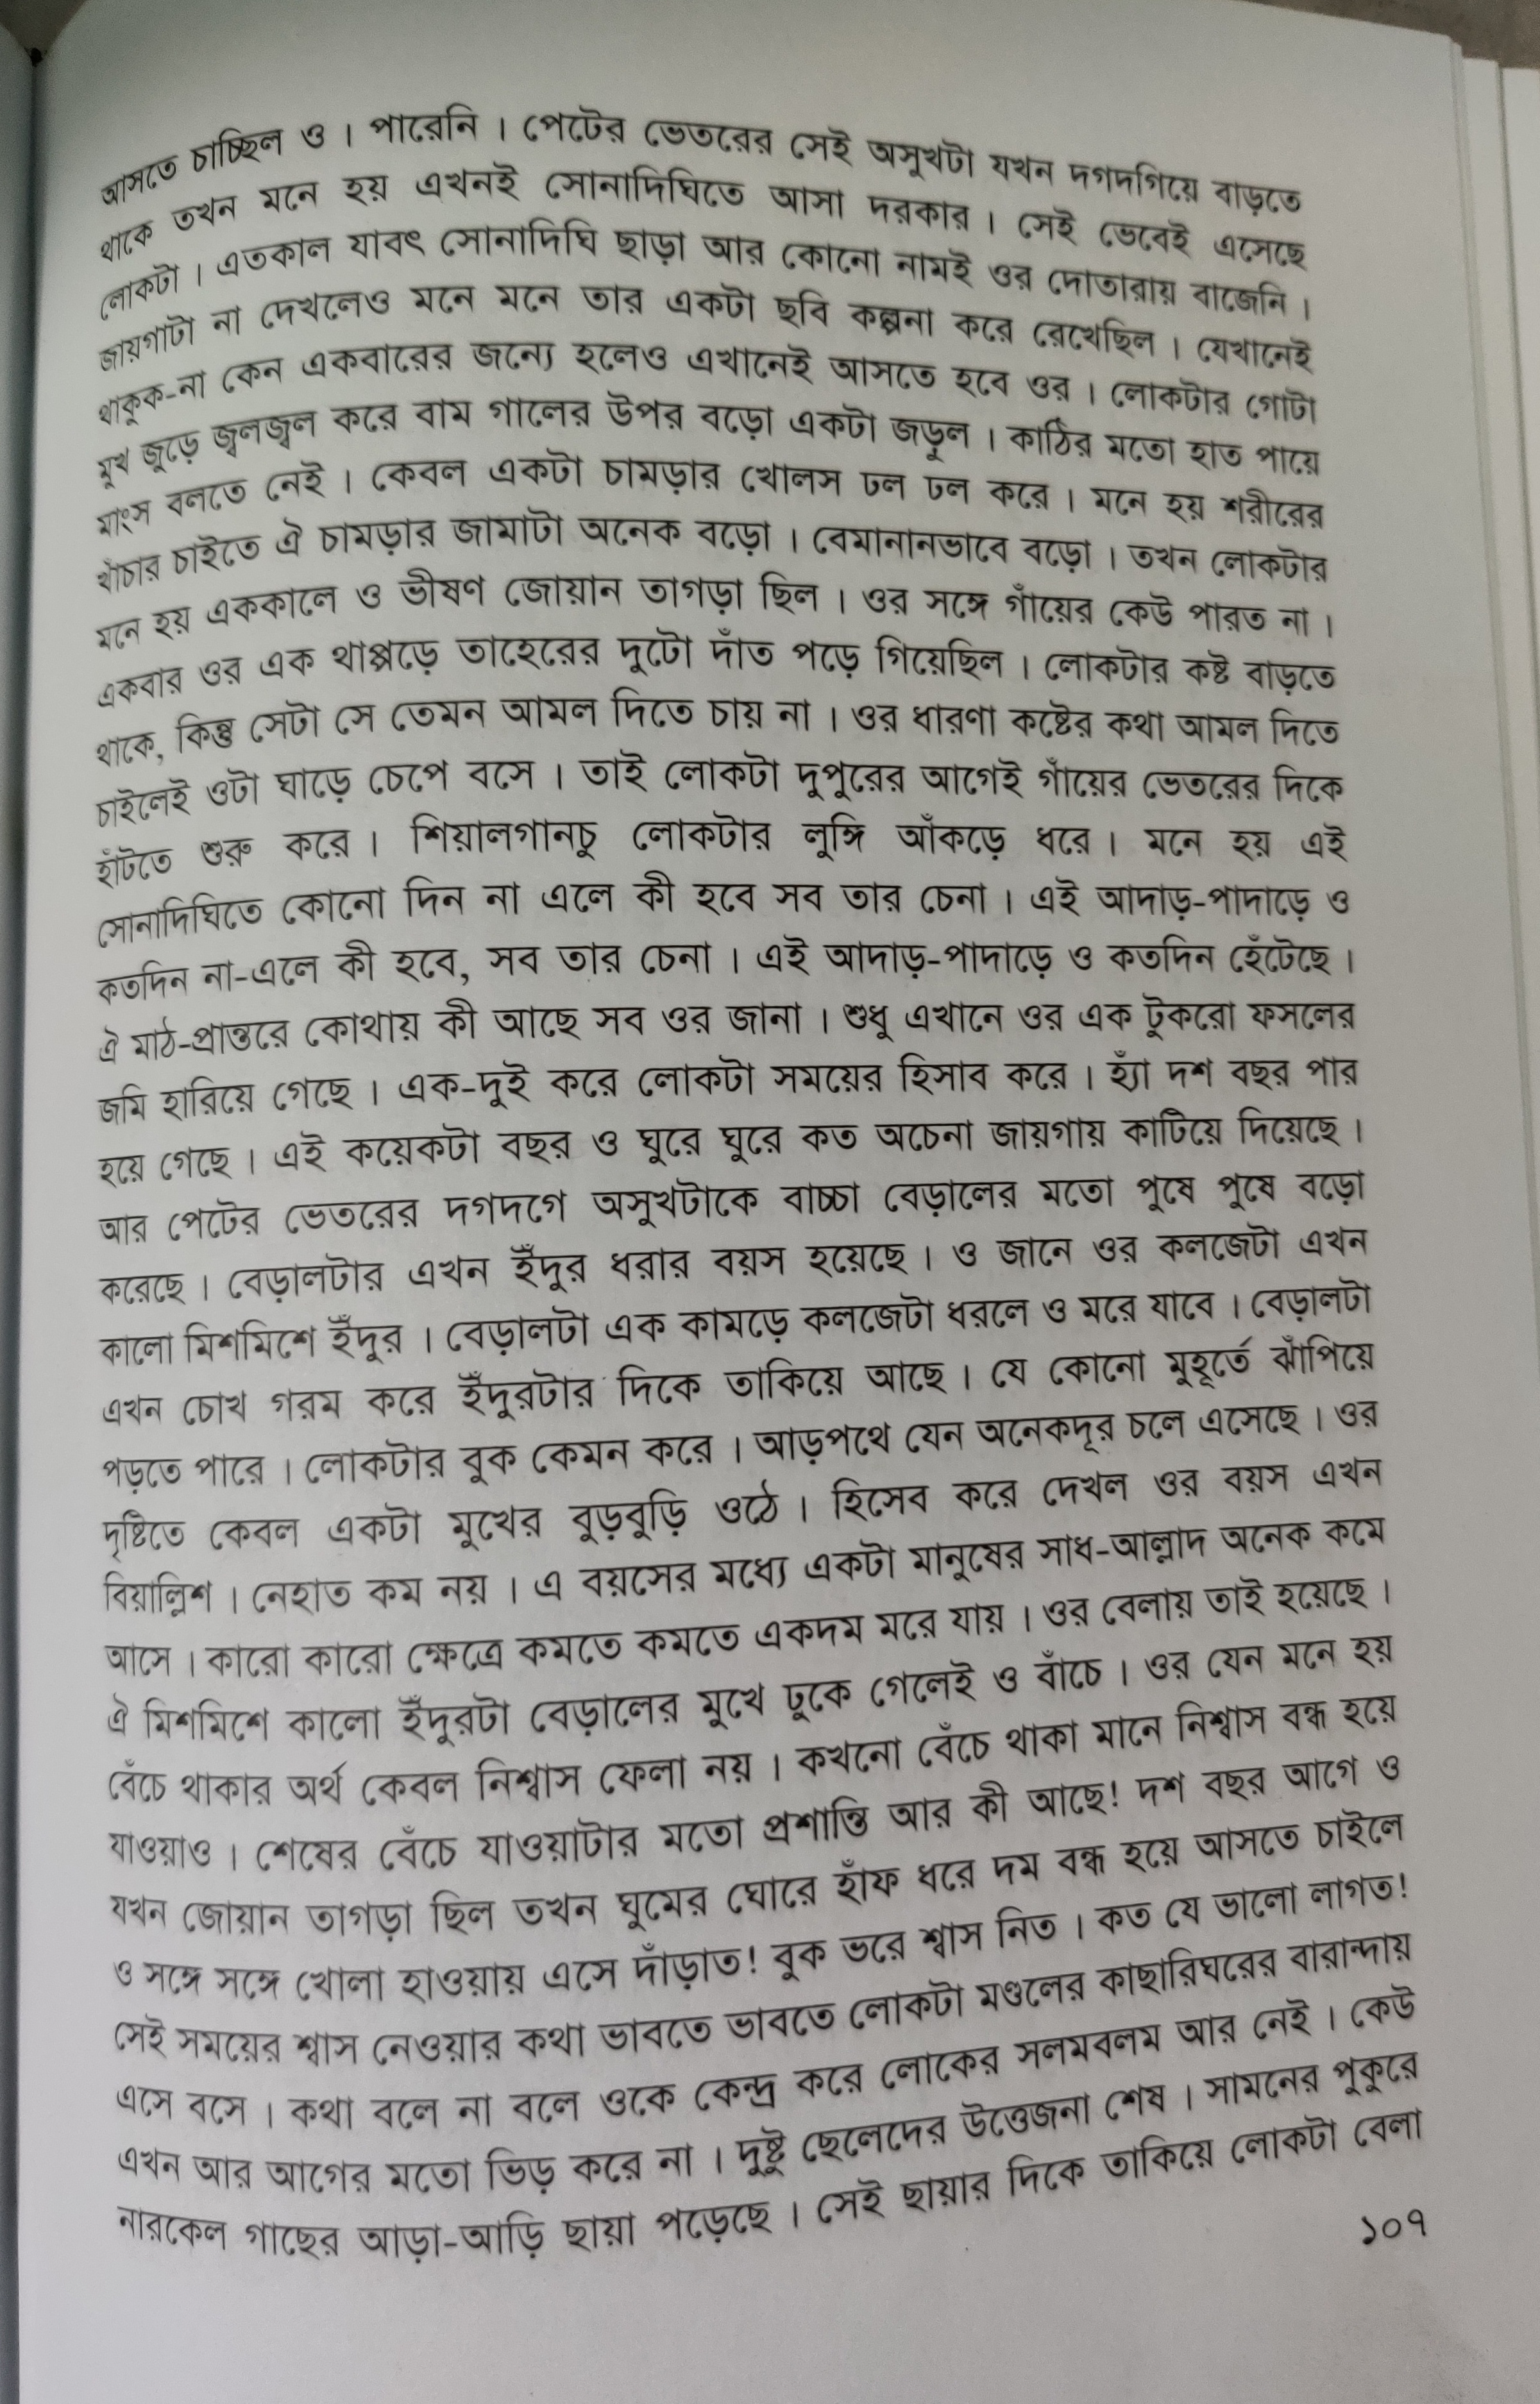 আসতে চাচ্ছিল ও । পারেনি । পেটের ভেতরের সেই অসুখটা যখন দগদগিয়ে বাড়তে
থাকে তখন মনে হয় এখনই সোনাদিঘিতে আসা দরকার । সেই ভেবেই এসেছে
লোকটা । এতকাল যাবৎ সোনাদিঘি ছাড়া আর কোনো নামই ওর দোতারায় বাজেনি ।
জায়গাটা না দেখলেও মনে মনে তার একটা ছবি কল্পনা করে রেখেছিল । যেখানেই
থাকুক-না কেন একবারের জন্যে হলেও এখানেই আসতে হবে ওর । লোকটার গোটা
মুখ জুড়ে জ্বলজ্বল করে বাম গালের উপর বড়ো একটা জড়ুল । কাঠির মতো হাত পায়ে
মাংস বলতে নেই । কেবল একটা চামড়ার খোলস ঢল ঢল করে । মনে হয় শরীরের
খাঁচার চাইতে ঐ চামড়ার জামাটা অনেক বড়ো । বেমানানভাবে বড়ো । তখন লোকটার
মনে হয় এককালে ও ভীষণ জোয়ান তাগড়া ছিল । ওর সঙ্গে গাঁয়ের কেউ পারত না ।
একবার ওর এক থাপ্পড়ে তাহেরের দুটো দাঁত পড়ে গিয়েছিল । লোকটার কষ্ট বাড়তে
থাকে, কিন্তু সেটা সে তেমন আমল দিতে চায় না । ওর ধারণা কষ্টের কথা আমল দিতে
চাইলেই ওটা ঘাড়ে চেপে বসে । তাই লোকটা দুপুরের আগেই গাঁয়ের ভেতরের দিকে
হাঁটতে শুরু করে । শিয়ালগানচু লোকটার লুঙ্গি আঁকড়ে ধরে । মনে হয় এই
সোনাদিঘিতে কোনো দিন না এলে কী হবে সব তার চেনা । এই আদাড়-পাদাড়ে ও
কতদিন না-এলে কী হবে, সব তার চেনা । এই আদাড়-পাদাড়ে ও কতদিন হেঁটেছে ।
ঐ মাঠ-প্রান্তরে কোথায় কী আছে সব ওর জানা । শুধু এখানে ওর এক টুকরো ফসলের
জমি হারিয়ে গেছে । এক-দুই করে লোকটা সময়ের হিসাব করে । হ্যাঁ দশ বছর পার
হয়ে গেছে । এই কয়েকটা বছর ও ঘুরে ঘুরে কত অচেনা জায়গায় কাটিয়ে দিয়েছে ।
আর পেটের ভেতরের দগদগে অসুখটাকে বাচ্চা বেড়ালের মতো পুষে পুষে বড়ো
করেছে । বেড়ালটার এখন ইঁদুর ধরার বয়স হয়েছে । ও জানে ওর কলজেটা এখন
কালো মিশমিশে ইঁদুর । বেড়ালটা এক কামড়ে কলজেটা ধরলে ও মরে যাবে । বেড়ালটা
এখন চোখ গরম করে ইঁদুরটার দিকে তাকিয়ে আছে । যে কোনো মুহূর্তে ঝাঁপিয়ে
পড়তে পারে । লোকটার বুক কেমন করে । আড়পথে যেন অনেকদূর চলে এসেছে । ওর
দৃষ্টিতে কেবল একটা মুখের বুড়বুড়ি ওঠে । হিসেব করে দেখল ওর বয়স এখন
বিয়াল্লিশ । নেহাত কম নয় । এ বয়সের মধ্যে একটা মানুষের সাধ-আল্লাদ অনেক কমে
আসে । কারো কারো ক্ষেত্রে কমতে কমতে একদম মরে যায় । ওর বেলায় তাই হয়েছে ।
ঐ মিশমিশে কালো ইঁদুরটা বেড়ালের মুখে ঢুকে গেলেই ও বাঁচে । ওর যেন মনে হয়
বেঁচে থাকার অর্থ কেবল নিশ্বাস ফেলা নয় । কখনো বেঁচে থাকা মানে নিশ্বাস বন্ধ হয়ে
যাওয়াও । শেষের বেঁচে যাওয়াটার মতো প্রশান্তি আর কী আছে! দশ বছর আগে ও
যখন জোয়ান তাগড়া ছিল তখন ঘুমের ঘোরে হাঁফ ধরে দম বন্ধ হয়ে আসতে চাইলে
ও সঙ্গে সঙ্গে খোলা হাওয়ায় এসে দাঁড়াত! বুক ভরে শ্বাস নিত । কত যে ভালো লাগত!
সেই সময়ের শ্বাস নেওয়ার কথা ভাবতে ভাবতে লোকটা মণ্ডলের কাছারিঘরের বারান্দায়
এসে বসে । কথা বলে না বলে ওকে কেন্দ্র করে লোকের সলমবলম আর নেই । কেউ
এখন আর আগের মতো ভিড় করে না । দুষ্টু ছেলেদের উত্তেজনা শেষ । সামনের পুকুরে
নারকেল গাছের আড়া-আড়ি ছায়া পড়েছে । সেই ছায়ার দিকে তাকিয়ে লোকটা বেলা
১০৭